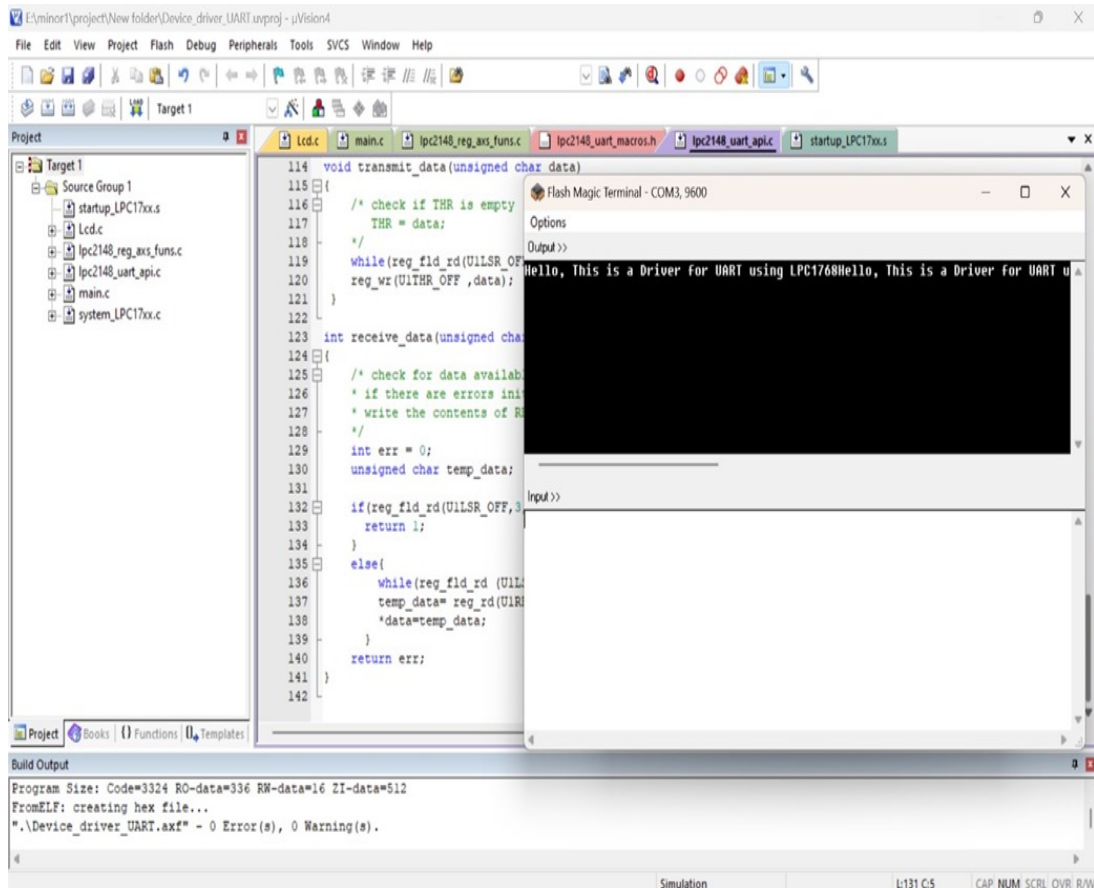 E:\minor1\project\New folder\Device_driver_UART.uvproj - µVision4
File Edit View Project Flash Debug Peripherals Tools SVCS Window Help
Target 1
Project
Lcd.c main.c lpc2148_reg_axs_funs.c lpc2148_uart_macros.h lpc2148_uart_api.c startup_LPC17xx.s
Target 1
Source Group 1
startup_LPC17xx.s
Lcd.c
lpc2148_reg_axs_funs.c
lpc2148_uart_api.c
main.c
system_LPC17xx.c
114 void transmit_data(unsigned char data)
115 {
116 /* check if THR is empty
117 THR = data;
118 */
119 while(reg_fld_rd(U1LSR_OF
120 reg_wr(U1THR_OFF ,data);
121 }
122
123 int receive_data(unsigned cha
124 {
125 /* check for data availab
126 * if there are errors ini
127 * write the contents of R
128 */
129 int err = 0;
130 unsigned char temp_data;
131
132 if(reg_fld_rd(U1LSR_OFF,3
133 return 1;
134 }
135 else{
136 while(reg_fld_rd (U1L
137 temp_data= reg_rd(U1R
138 *data=temp_data;
139 }
140 return err;
141 }
142
Flash Magic Terminal - COM3, 9600
Options
Output >>
Hello, This is a Driver for UART using LPC1768Hello, This is a Driver for UART u
Input >>
Project Books {} Functions Templates
Build Output
Program Size: Code=3324 RO-data=336 RW-data=16 ZI-data=512
FromELF: creating hex file...
".\Device_driver_UART.axf" - 0 Error(s), 0 Warning(s).
Simulation L:131 C:5 CAP NUM SCRL OVR R/W